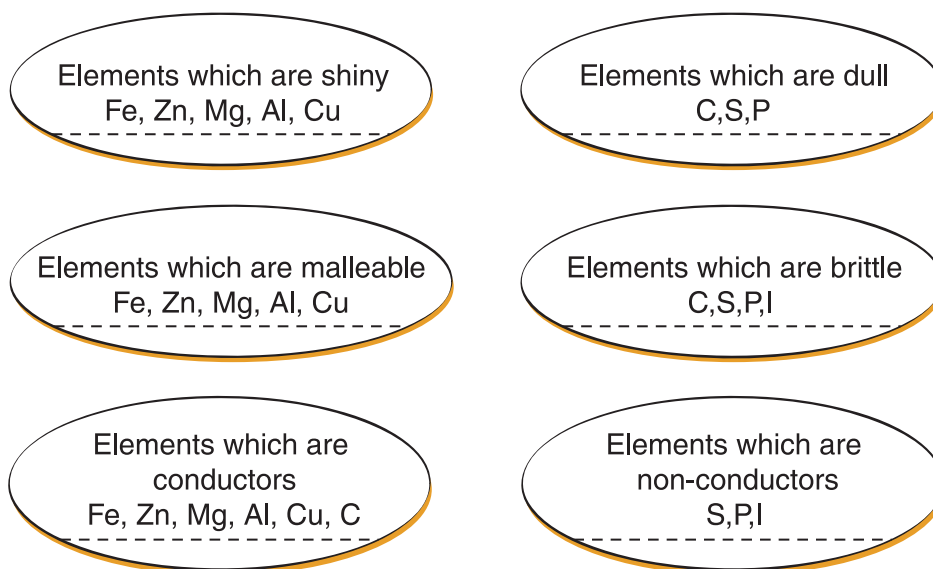 Elements which are shiny
Fe, Zn, Mg, Al, Cu
Elements which are dull
C,S,P
Elements which are malleable
Fe, Zn, Mg, Al, Cu
Elements which are brittle
C,S,P,I
Elements which are
conductors
Fe, Zn, Mg, Al, Cu, C
Elements which are
non-conductors
S,P,I